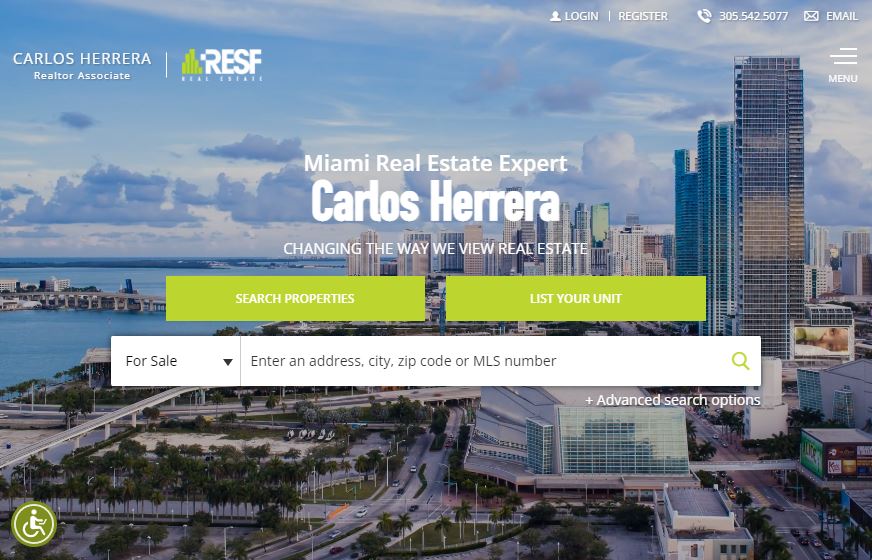 LOGIN | REGISTER 305.542.5077 EMAIL
CARLOS HERRERA
Realtor Associate
RESF
REAL ESTATE
MENU
Miami Real Estate Expert
Carlos Herrera
CHANGING THE WAY WE VIEW REAL ESTATE
SEARCH PROPERTIES
LIST YOUR UNIT
For Sale
Enter an address, city, zip code or MLS number
+ Advanced search options